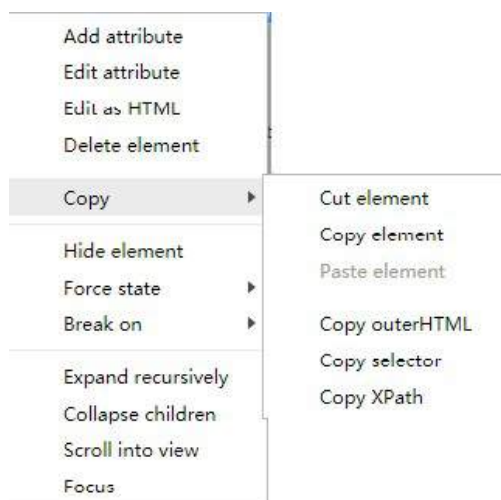 Add attribute
Edit attribute
Edit as HTML
Delete element
Copy
Hide element
Force state
Break on
Expand recursively
Collapse children
Scroll into view
Focus
Cut element
Copy element
Paste element
Copy outerHTML
Copy selector
Copy XPath